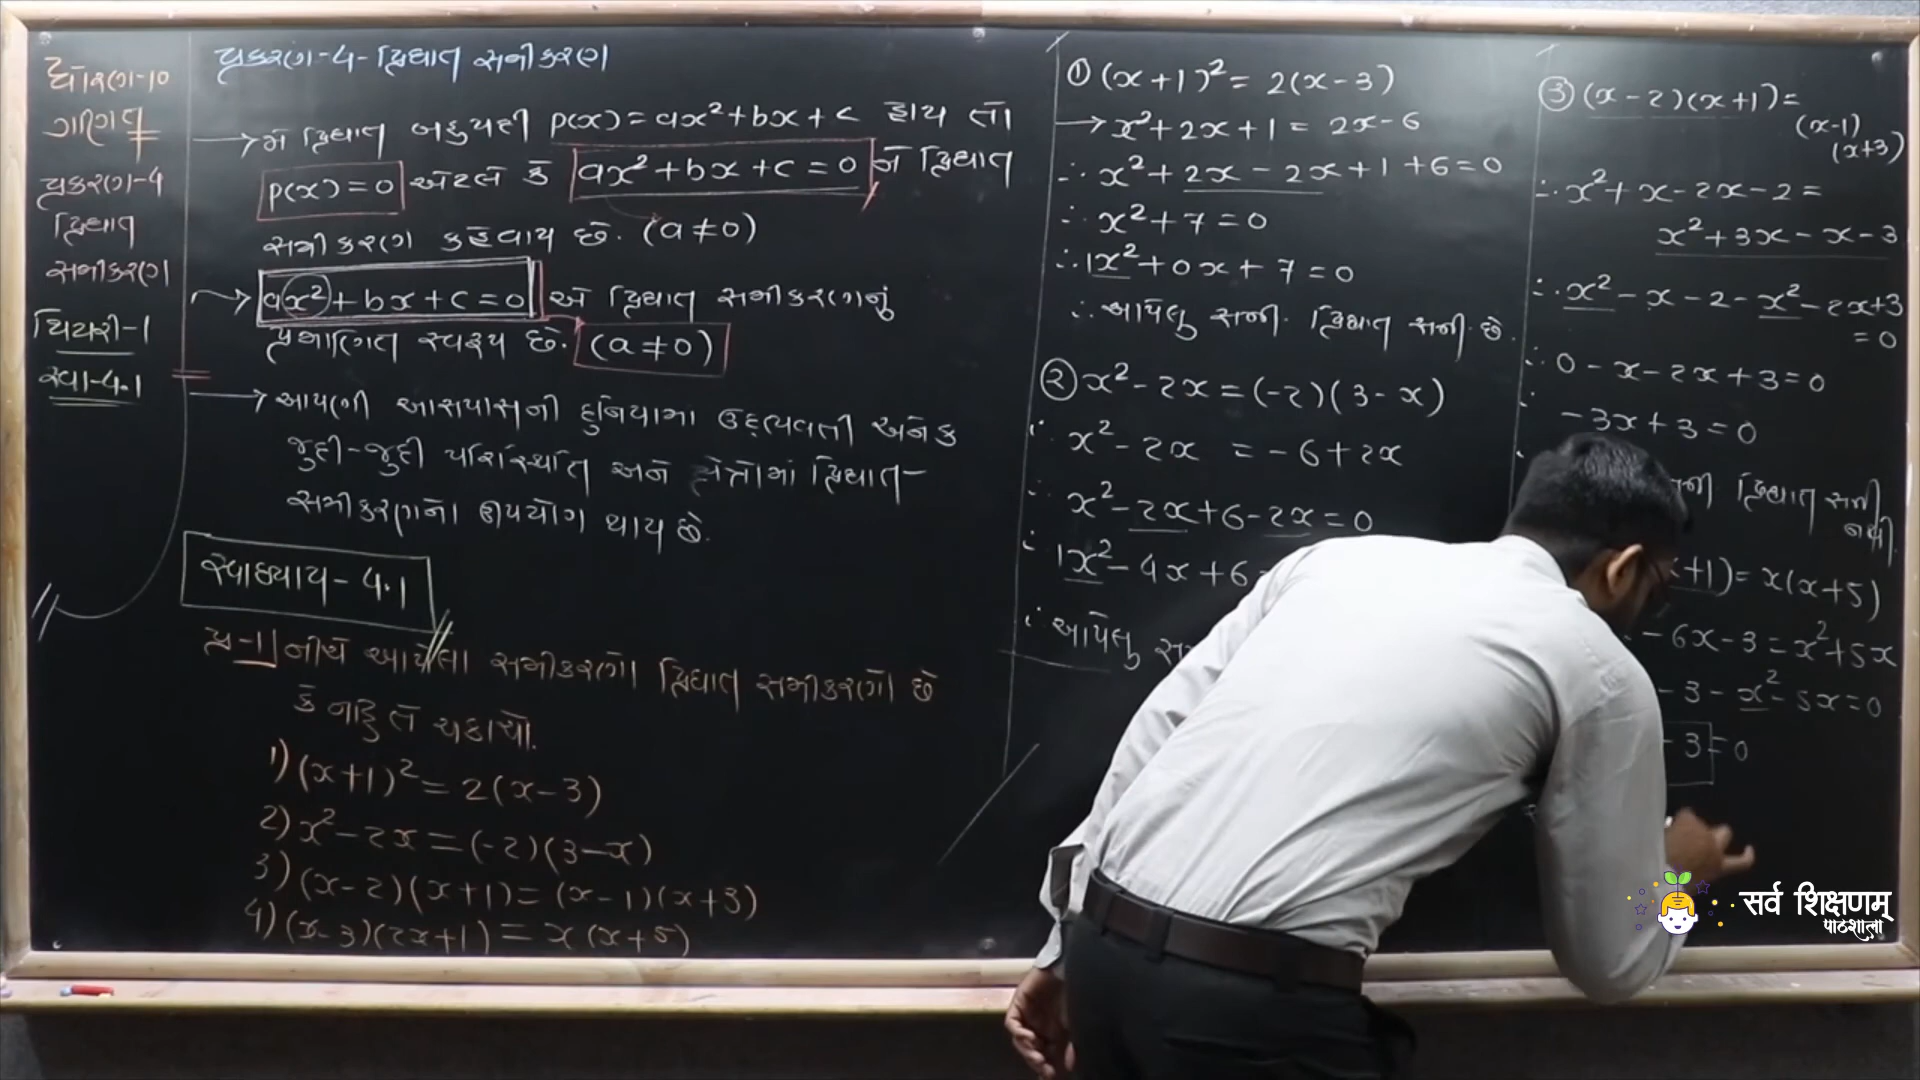 ધોરણ-10
ગણિત
પ્રકરણ-4
દ્વિઘાત
સમીકરણ
થિયરી-1
સ્વા-4.1
પ્રકરણ-4-દ્વિઘાત સમીકરણ
→ જો દ્વિઘાત બહુપદી p(x) = ax²+bx+c હોય તો
p(x) = 0 એટલે કે ax²+bx+c = 0 ને દ્વિઘાત
સમીકરણ કહેવાય છે. (a ≠ 0)
→ ax²+bx+c = 0 એ દ્વિઘાત સમીકરણનું
પ્રમાણિત સ્વરૂપ છે. (a ≠ 0)
→ આપણી આસપાસની દુનિયામાં ઉદ્દભવતી અનેક
જુદી-જુદી પરિસ્થિતિ અને ક્ષેત્રોમાં દ્વિઘાત-
સમીકરણનો ઉપયોગ થાય છે.
સ્વાધ્યાય - 4.1
પ્ર-1 નીચે આપેલા સમીકરણો દ્વિઘાત સમીકરણો છે
કે નહિ તે ચકાસો.
1) (x+1)² = 2(x-3)
2) x²-2x = (-2)(3-x)
3) (x-2)(x+1) = (x-1)(x+3)
4) (x-3)(2x+1) = x(x+5)
① (x+1)² = 2(x-3)
→ x²+2x+1 = 2x-6
∴ x²+2x-2x+1+6=0
∴ x²+7=0
∴ 1x²+0x+7=0
∴ આપેલુ સમી. દ્વિઘાત સમી. છે.
② x²-2x = (-2)(3-x)
∴ x²-2x = -6+2x
∴ x²-2x+6-2x=0
∴ 1x²-4x+6
∴ આપેલુ
③ (x-2)(x+1) =
(x-1)
(x+3)
∴ x²+x-2x-2 =
x²+3x-x-3
∴ x²-x-2-x²-2x+3
=0
∴ 0-x-2x+3=0
∴ -3x+3=0
દ્વિઘાત સમી
નથી.
+1) = x(x+5)
-6x-3 = x²+5x
-3-x²-5x=0
-3=0
सर्व शिक्षणम्
पाठशाला